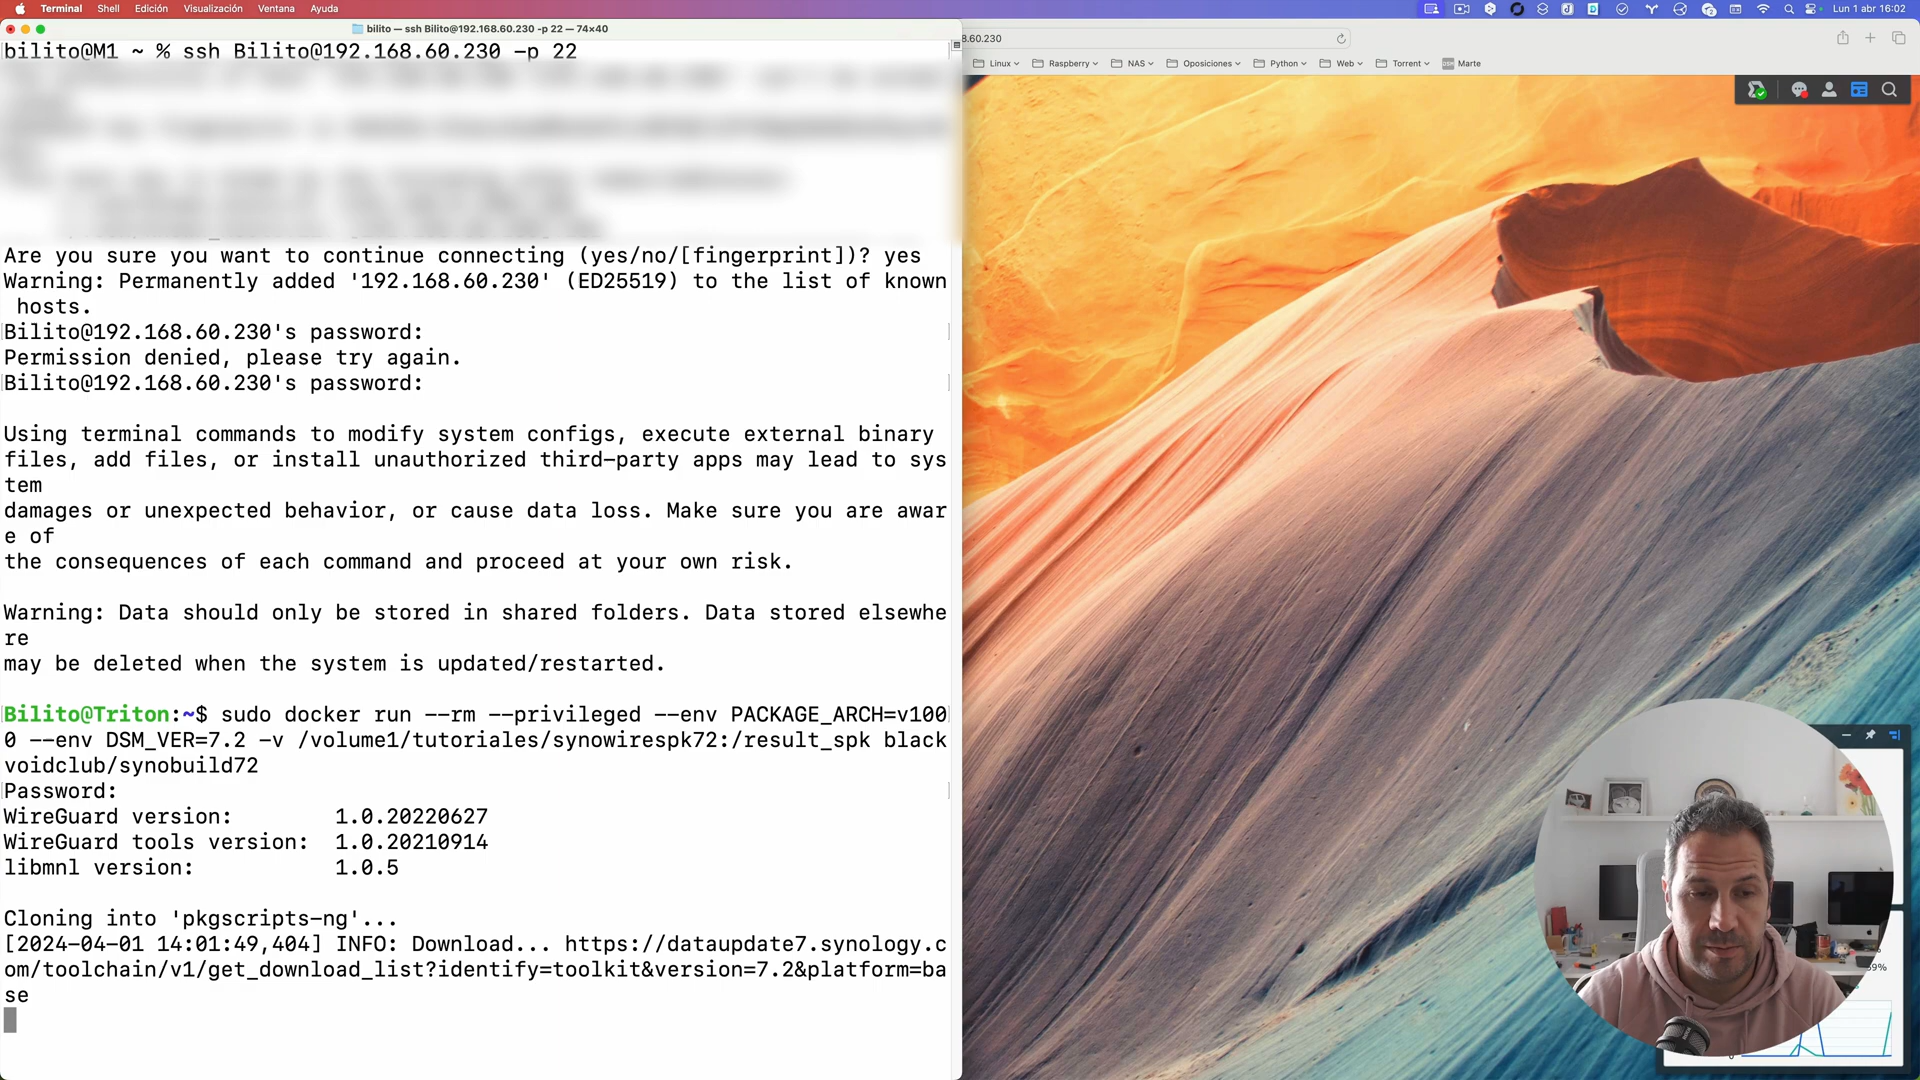 Terminal Shell Edición Visualización Ventana Ayuda
Lun 1 abr 16:02
bilito — ssh Bilito@192.168.60.230 -p 22 — 74×40
bilito@M1 ~ % ssh Bilito@192.168.60.230 -p 22
Are you sure you want to continue connecting (yes/no/[fingerprint])? yes
Warning: Permanently added '192.168.60.230' (ED25519) to the list of known
hosts.
Bilito@192.168.60.230's password:
Permission denied, please try again.
Bilito@192.168.60.230's password:
Using terminal commands to modify system configs, execute external binary
files, add files, or install unauthorized third-party apps may lead to sys
tem
damages or unexpected behavior, or cause data loss. Make sure you are awar
e of
the consequences of each command and proceed at your own risk.
Warning: Data should only be stored in shared folders. Data stored elsewhe
re
may be deleted when the system is updated/restarted.
Bilito@Triton:~$ sudo docker run --rm --privileged --env PACKAGE_ARCH=v100
0 --env DSM_VER=7.2 -v /volume1/tutoriales/synowirespk72:/result_spk black
voidclub/synobuild72
Password:
WireGuard version: 1.0.20220627
WireGuard tools version: 1.0.20210914
libmnl version: 1.0.5
Cloning into 'pkgscripts-ng'...
[2024-04-01 14:01:49,404] INFO: Download... https://dataupdate7.synology.c
om/toolchain/v1/get_download_list?identify=toolkit&version=7.2&platform=ba
se
8.60.230
Linux Raspberry NAS Oposiciones Python Web Torrent Marte
59%
0